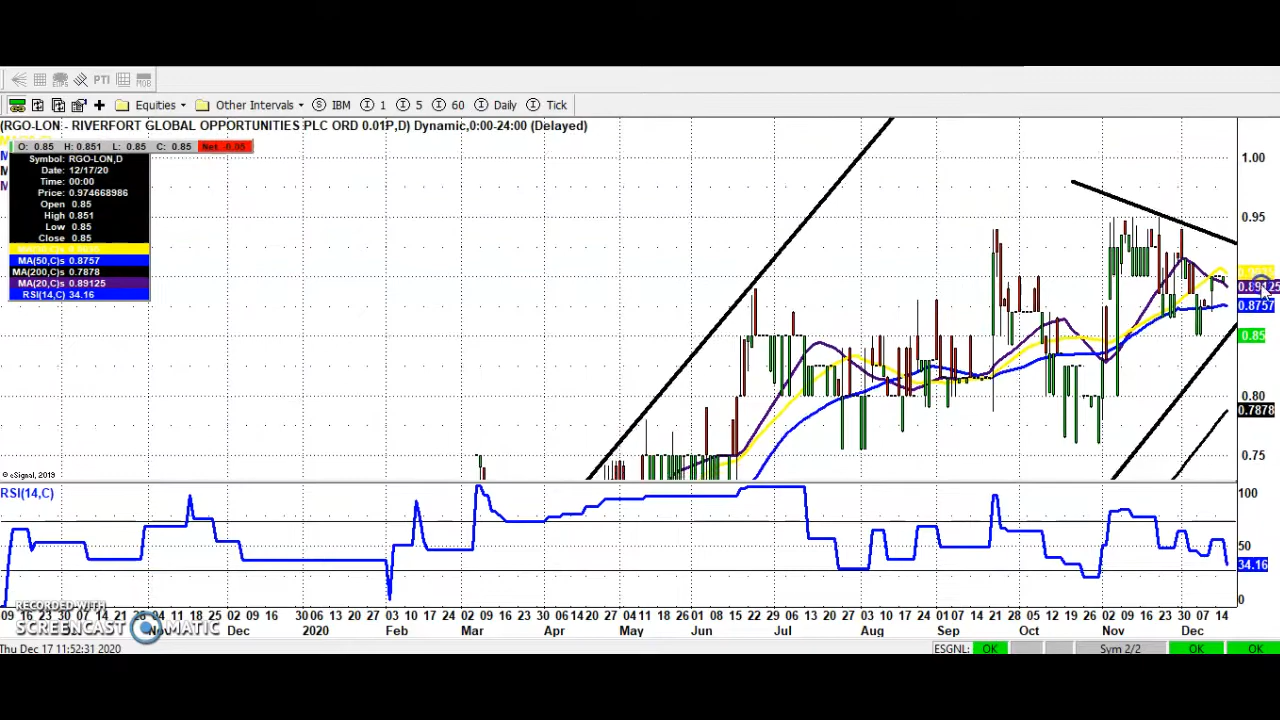 PTI MOB
Equities Other Intervals S IBM I 1 I 5 I 60 I Daily I Tick
(RGO-LON - RIVERFORT GLOBAL OPPORTUNITIES PLC ORD 0.01P,D) Dynamic,0:00-24:00 (Delayed)
O: 0.85 H: 0.851 L: 0.85 C: 0.85 Net -0.05
Symbol: RGO-LON,D
Date: 12/17/20
Time: 00:00
Price: 0.974668986
Open 0.85
High 0.851
Low 0.85
Close 0.85
MA(50,C)s 0.8757
MA(200,C)s 0.7878
MA(20,C)s 0.89125
RSI(14,C) 34.16
1.00
0.95
0.89125
0.8757
0.85
0.80
0.7878
0.75
© eSignal, 2019
RSI(14,C)
100
50
34.16
0
09 16 23 30 07 14 21 04 11 18 25 02 09 16 30 06 13 20 27 03 10 18 24 02 09 16 23 30 06 14 20 27 04 11 18 26 01 08 15 22 29 06 13 20 27 03 10 17 24 01 07 14 21 28 05 12 19 26 02 09 16 23 30 07 14
Nov Dec 2020 Feb Mar Apr May Jun Jul Aug Sep Oct Nov Dec
RECORDED WITH
SCREENCAST MATIC
Thu Dec 17 11:52:31 2020 ESGNL: OK Sym 2/2 OK OK